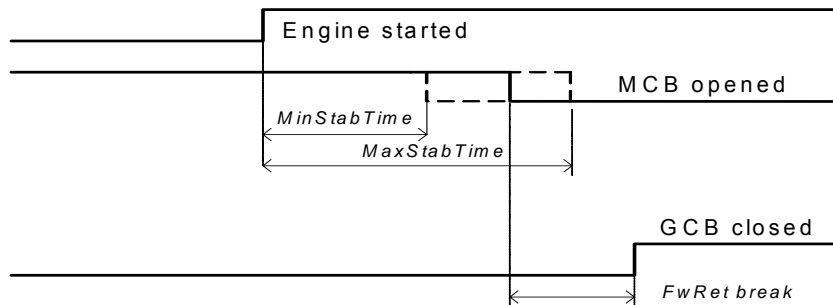 Engine started
MCB opened
MinStabTime
MaxStabTime
GCB closed
FwRet break